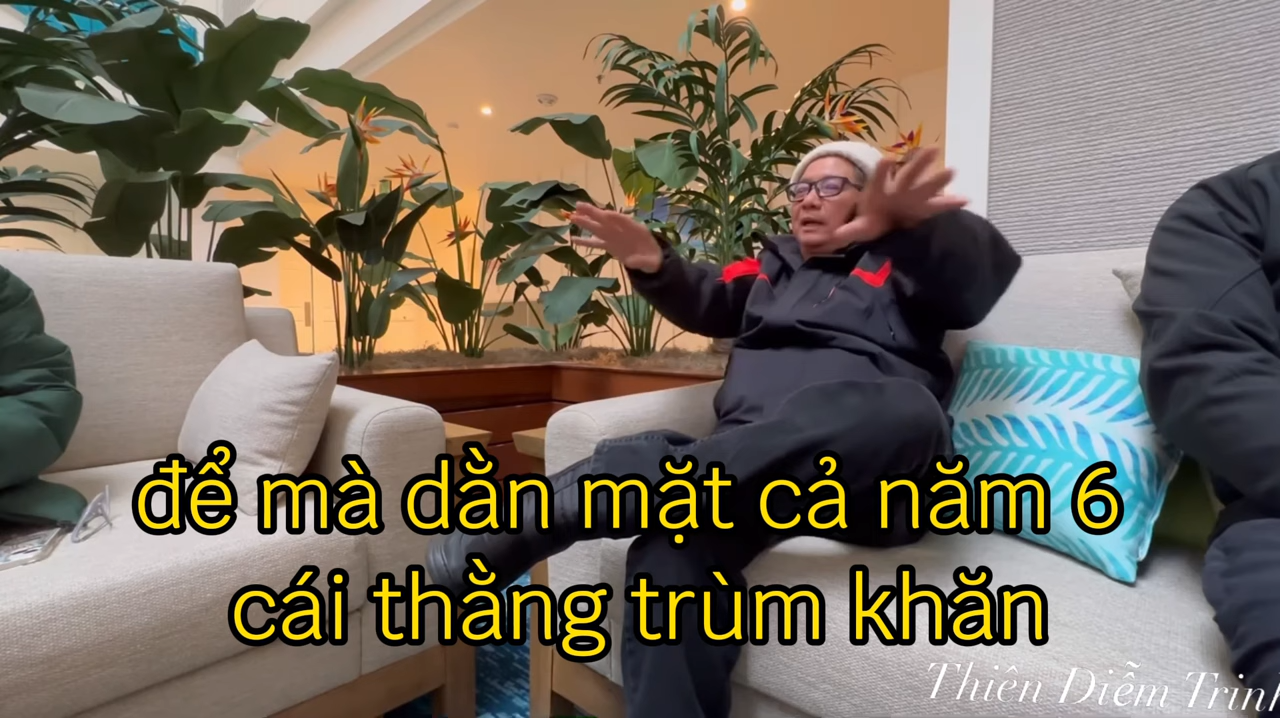 để mà dằn mặt cả năm 6
cái thằng trùm khăn
Thiên Diễm Trinh